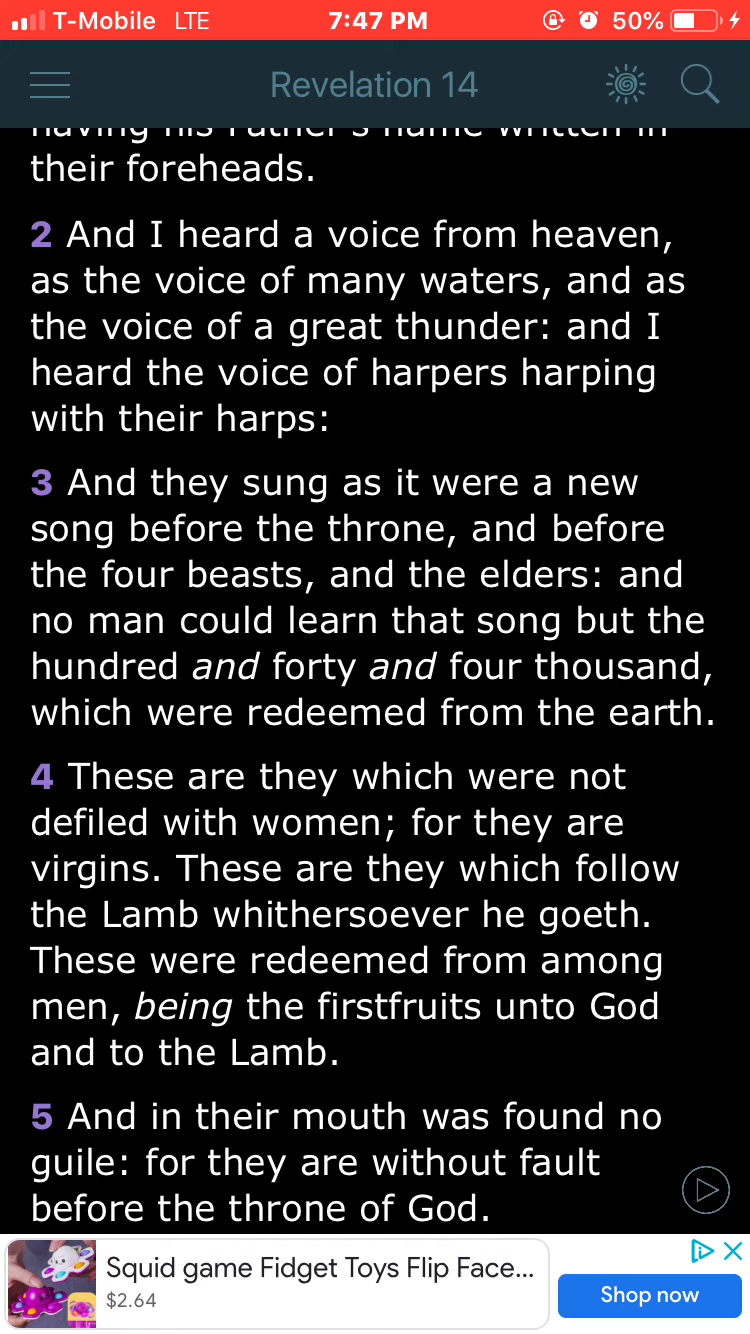 T-Mobile LTE 7:47 PM 50%
Revelation 14
having his Father's name written in
their foreheads.
2 And I heard a voice from heaven,
as the voice of many waters, and as
the voice of a great thunder: and I
heard the voice of harpers harping
with their harps:
3 And they sung as it were a new
song before the throne, and before
the four beasts, and the elders: and
no man could learn that song but the
hundred and forty and four thousand,
which were redeemed from the earth.
4 These are they which were not
defiled with women; for they are
virgins. These are they which follow
the Lamb whithersoever he goeth.
These were redeemed from among
men, being the firstfruits unto God
and to the Lamb.
5 And in their mouth was found no
guile: for they are without fault
before the throne of God.
Squid game Fidget Toys Flip Face...
$2.64
Shop now